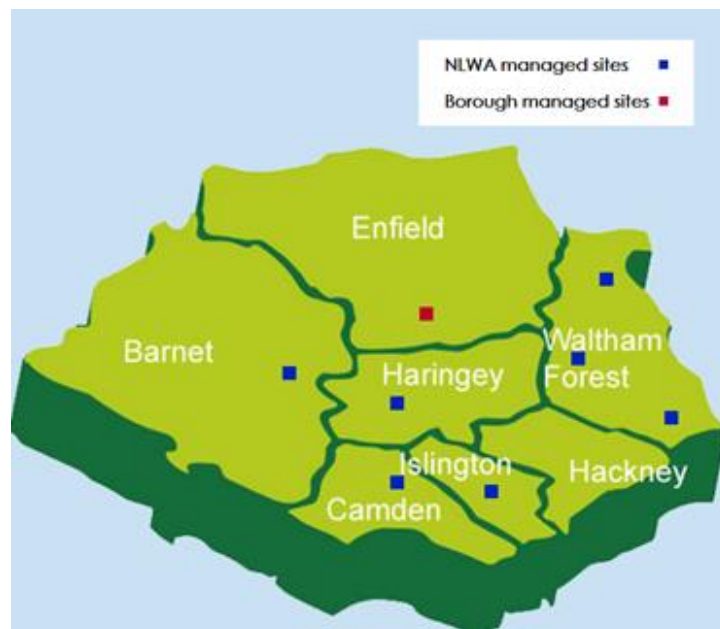 NLWA managed sites
Borough managed sites
Enfield
Barnet
Waltham
Forest
Haringey
Islington
Hackney
Camden